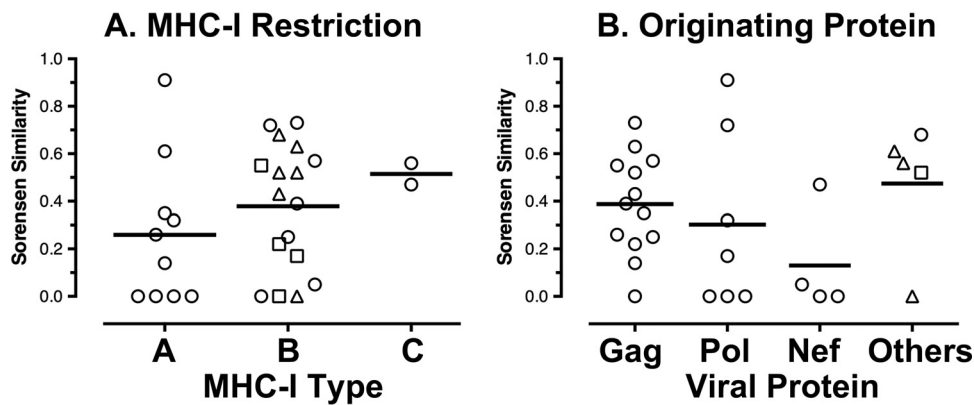 A. MHC-I Restriction
Sorensen Similarity
1.0
0.8
0.6
0.4
0.2
0.0
A B C
MHC-I Type
B. Originating Protein
Sorensen Similarity
1.0
0.8
0.6
0.4
0.2
0.0
Gag Pol Nef Others
Viral Protein